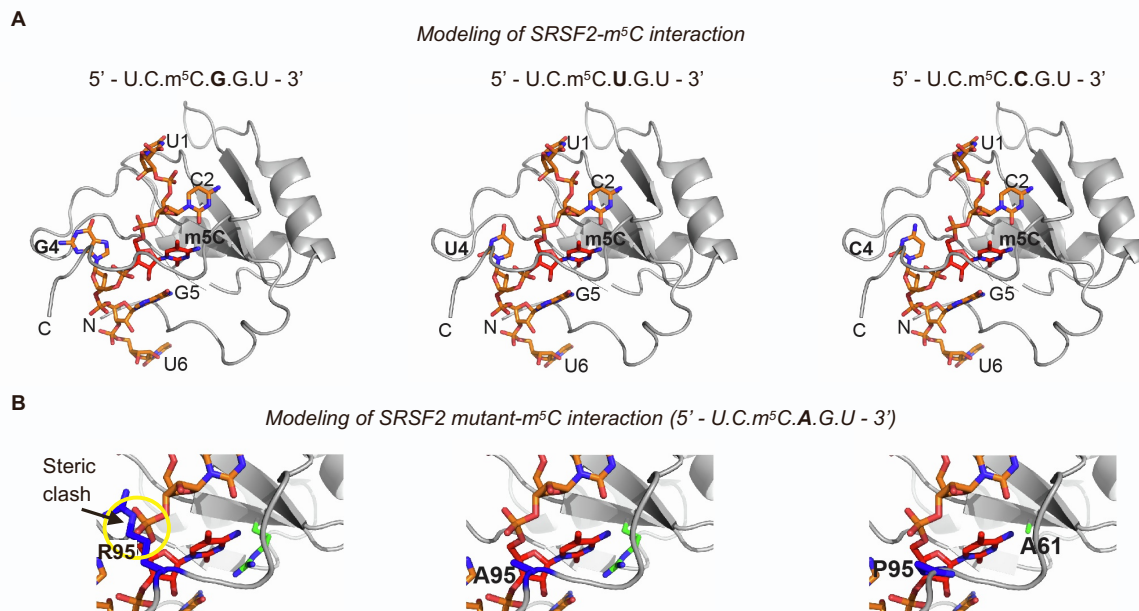 A
Modeling of SRSF2-m⁵C interaction
5’ - U.C.m⁵C.G.G.U - 3’
5’ - U.C.m⁵C.U.G.U - 3’
5’ - U.C.m⁵C.C.G.U - 3’
U1
C2
m5C
G4
G5
C
N
U6
U1
C2
m5C
U4
G5
C
N
U6
U1
C2
m5C
C4
G5
C
N
U6
B
Modeling of SRSF2 mutant-m⁵C interaction (5’ - U.C.m⁵C.A.G.U - 3’)
Steric
clash
R95
A95
P95
A61